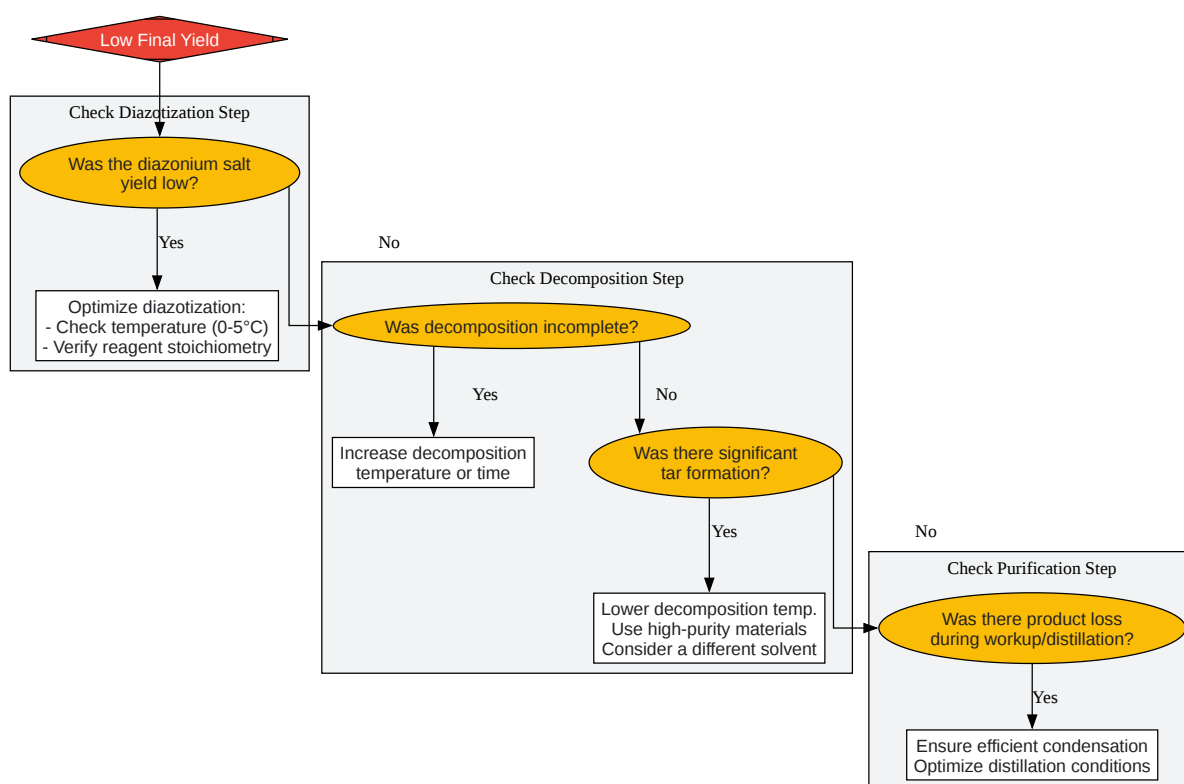 Low Final Yield
Check Diazotization Step
Was the diazonium salt
yield low?
Yes
No
Optimize diazotization:
- Check temperature (0-5°C)
- Verify reagent stoichiometry
Check Decomposition Step
Was decomposition incomplete?
Yes
No
Increase decomposition
temperature or time
Was there significant
tar formation?
Yes
No
Lower decomposition temp.
Use high-purity materials
Consider a different solvent
Check Purification Step
Was there product loss
during workup/distillation?
Yes
Ensure efficient condensation
Optimize distillation conditions